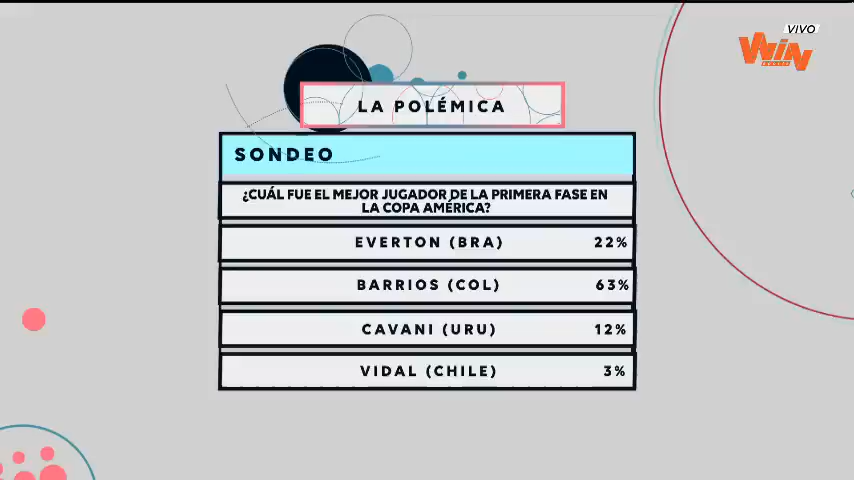 VIVO
WIN
SPORTS
LA POLÉMICA
SONDEO
¿CUÁL FUE EL MEJOR JUGADOR DE LA PRIMERA FASE EN
LA COPA AMÉRICA?
EVERTON (BRA) 22%
BARRIOS (COL) 63%
CAVANI (URU) 12%
VIDAL (CHILE) 3%